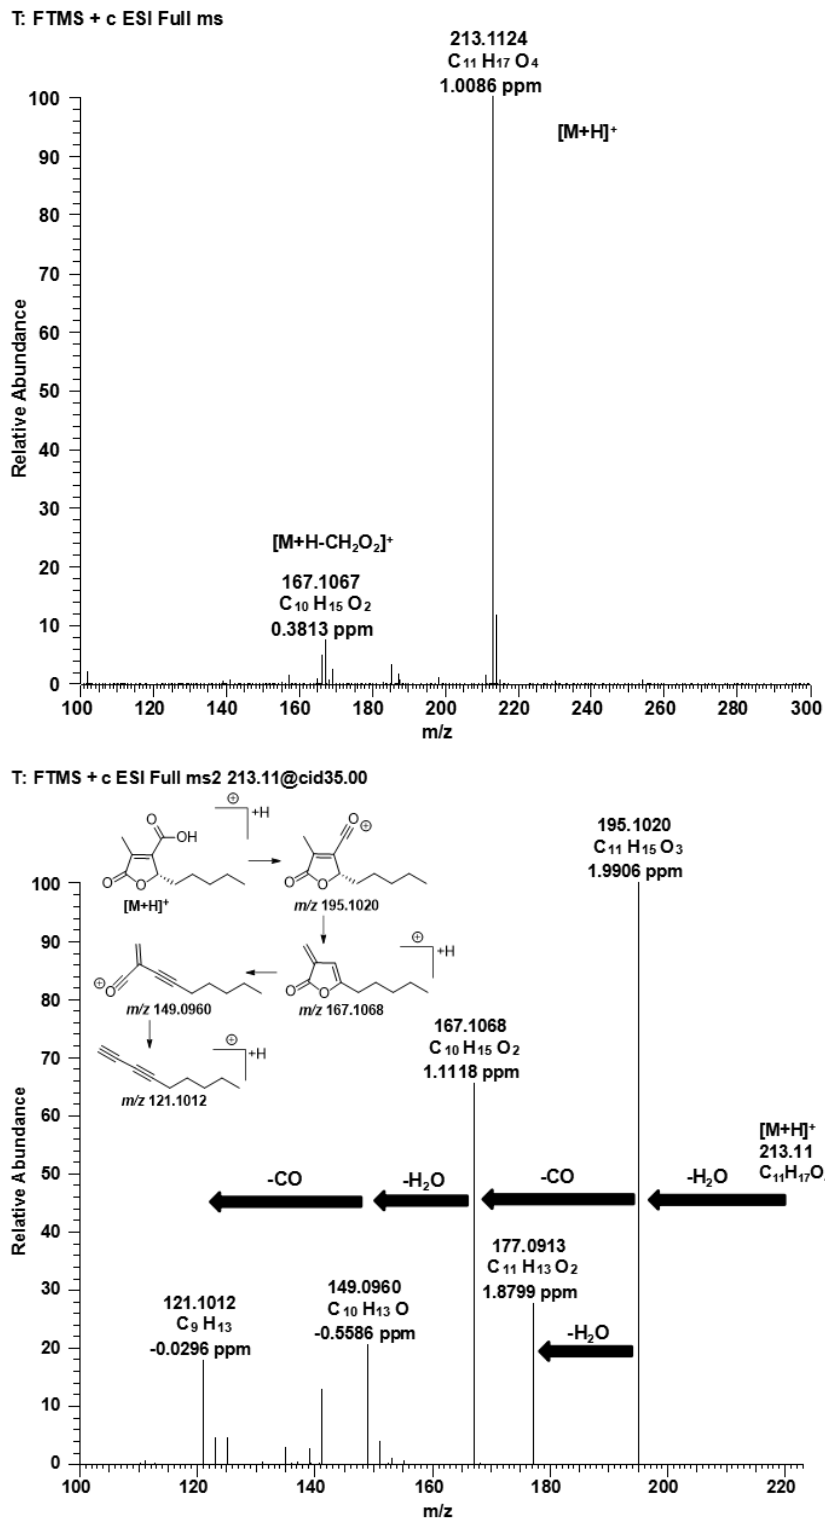 T: FTMS + c ESI Full ms
213.1124
C₁₁ H₁₇ O₄
1.0086 ppm
[M+H]⁺
100
90
80
70
60
50
40
30
20
10
0
Relative Abundance
[M+H-CH₂O₂]⁺
167.1067
C₁₀ H₁₅ O₂
0.3813 ppm
100 120 140 160 180 200 220 240 260 280 300
m/z
T: FTMS + c ESI Full ms2 213.11@cid35.00
⊕
+H
O
OH
O
O
[M+H]⁺
O
⊕
O
O
m/z 195.1020
⊕
O
m/z 149.0960
⊕
+H
O
O
m/z 167.1068
⊕
+H
m/z 121.1012
195.1020
C₁₁ H₁₅ O₃
1.9906 ppm
167.1068
C₁₀ H₁₅ O₂
1.1118 ppm
[M+H]⁺
213.11
C₁₁H₁₇O
-CO
-H₂O
-CO
-H₂O
177.0913
C₁₁ H₁₃ O₂
1.8799 ppm
-H₂O
149.0960
C₁₀ H₁₃ O
-0.5586 ppm
121.1012
C₉ H₁₃
-0.0296 ppm
100
90
80
70
60
50
40
30
20
10
0
Relative Abundance
100 120 140 160 180 200 220
m/z